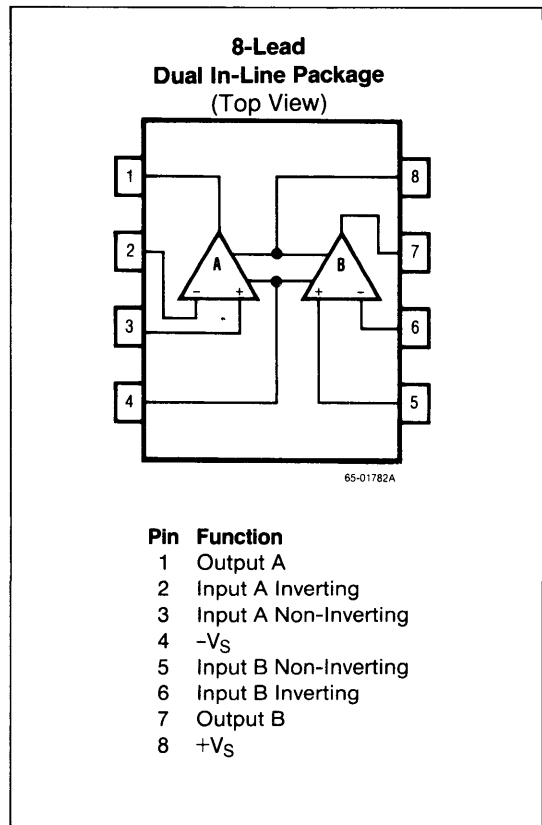 8-Lead
Dual In-Line Package
(Top View)
1
8
A
B
2
7
-
+
+
-
3
6
4
5
65-01782A
Pin Function
1 Output A
2 Input A Inverting
3 Input A Non-Inverting
4 –VS
5 Input B Non-Inverting
6 Input B Inverting
7 Output B
8 +VS